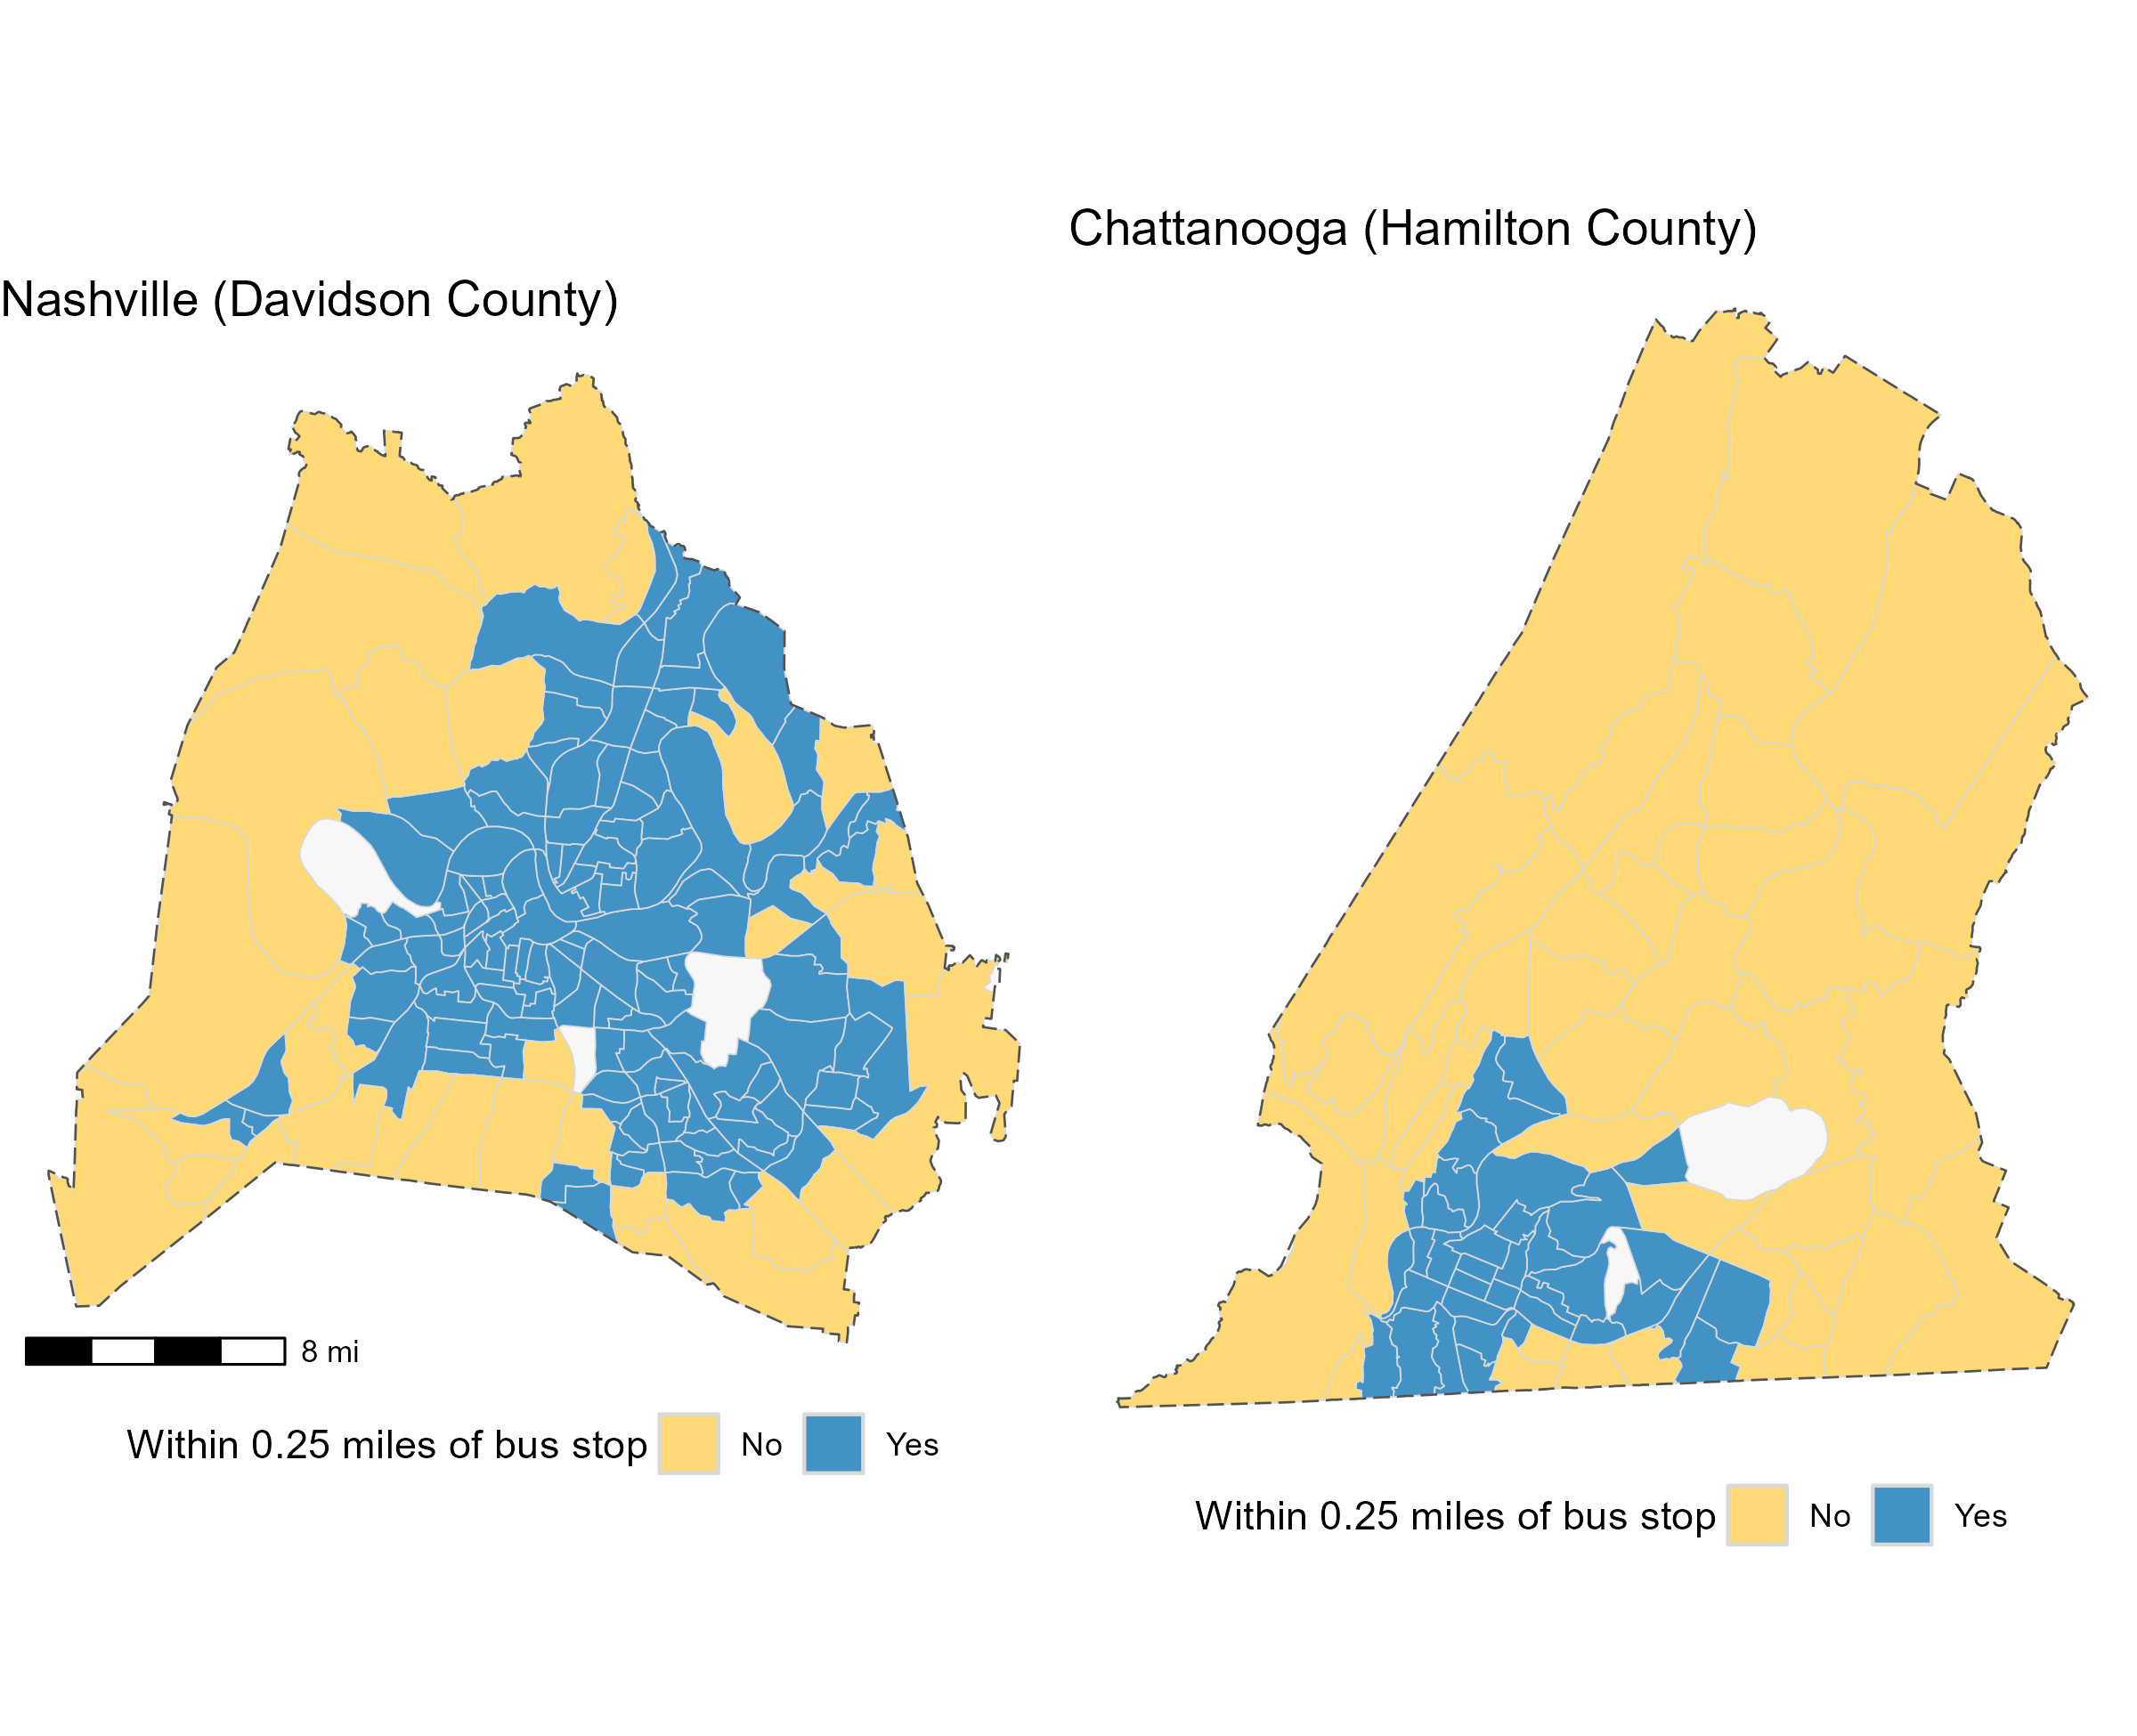 Chattanooga (Hamilton County)
Nashville (Davidson County)
8 mi
Within 0.25 miles of bus stop No Yes
Within 0.25 miles of bus stop No Yes